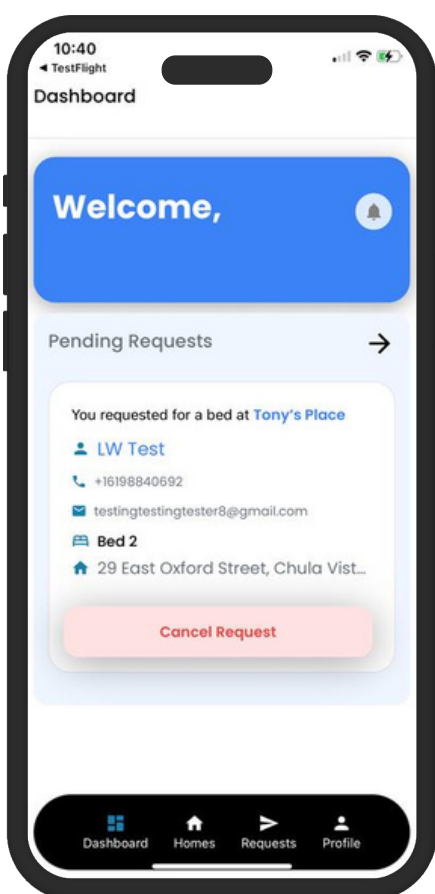 10:40
◄ TestFlight
Dashboard
Welcome,
Pending Requests
You requested for a bed at Tony's Place
LW Test
+16198840692
testingtestingtester8@gmail.com
Bed 2
29 East Oxford Street, Chula Vist...
Cancel Request
Dashboard Homes Requests Profile